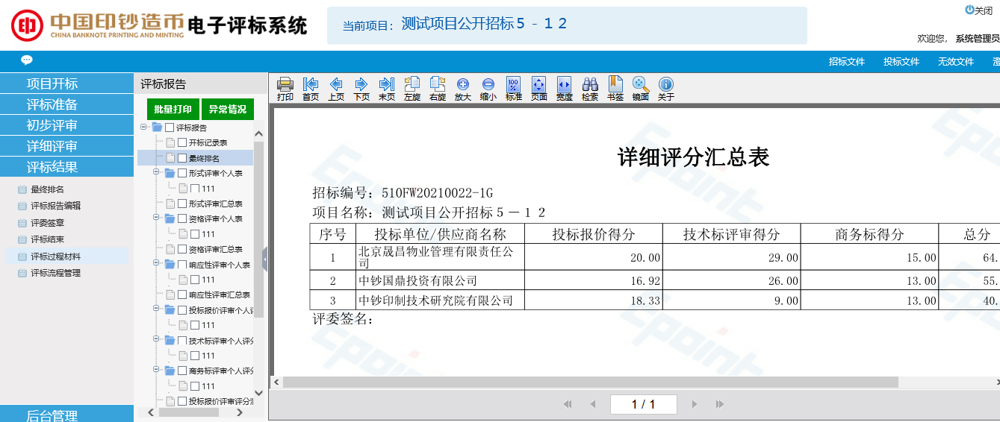 中国印钞造币 电子评标系统
CHINA BANKNOTE PRINTING AND MINTING
当前项目: 测试项目公开招标５－１２
关闭
欢迎您, 系统管理员
招标文件 投标文件 无效文件 澄
项目开标
评标准备
初步评审
详细评审
评标结果
最终排名
评标报告编辑
评委签章
评标结束
评标过程材料
评标流程管理
后台管理
评标报告
批量打印 异常情况
评标报告
开标记录表
最终排名
形式评审个人表
111
形式评审汇总表
资格评审个人表
111
资格评审汇总表
响应性评审个人表
111
响应性评审汇总表
投标报价评审个人评
111
技术标评审个人评分
111
商务标评审个人评分
111
投标报价评审评分汇
打印 首页 上页 下页 末页 左旋 右旋 放大 缩小 标准 页面 宽度 检索 书签 镜面 关于
详细评分汇总表
招标编号: 510FW20210022-1G
项目名称: 测试项目公开招标５－１２
序号 投标单位/供应商名称 投标报价得分 技术标评审得分 商务标得分 总分
1 北京晟昌物业管理有限责任公司 20.00 29.00 15.00 64.
2 中钞国鼎投资有限公司 16.92 26.00 13.00 55.
3 中钞印制技术研究院有限公司 18.33 9.00 13.00 40.
评委签名:
Epoint
Epoint
Epoint
Epoint
1 / 1